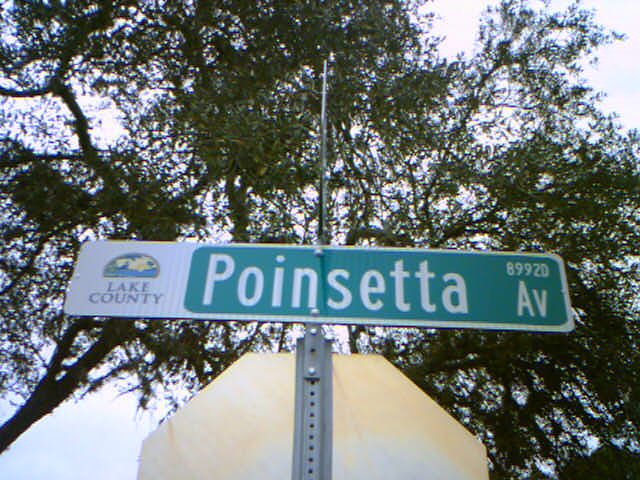 LAKE
COUNTY
Poinsetta
8992D
Av